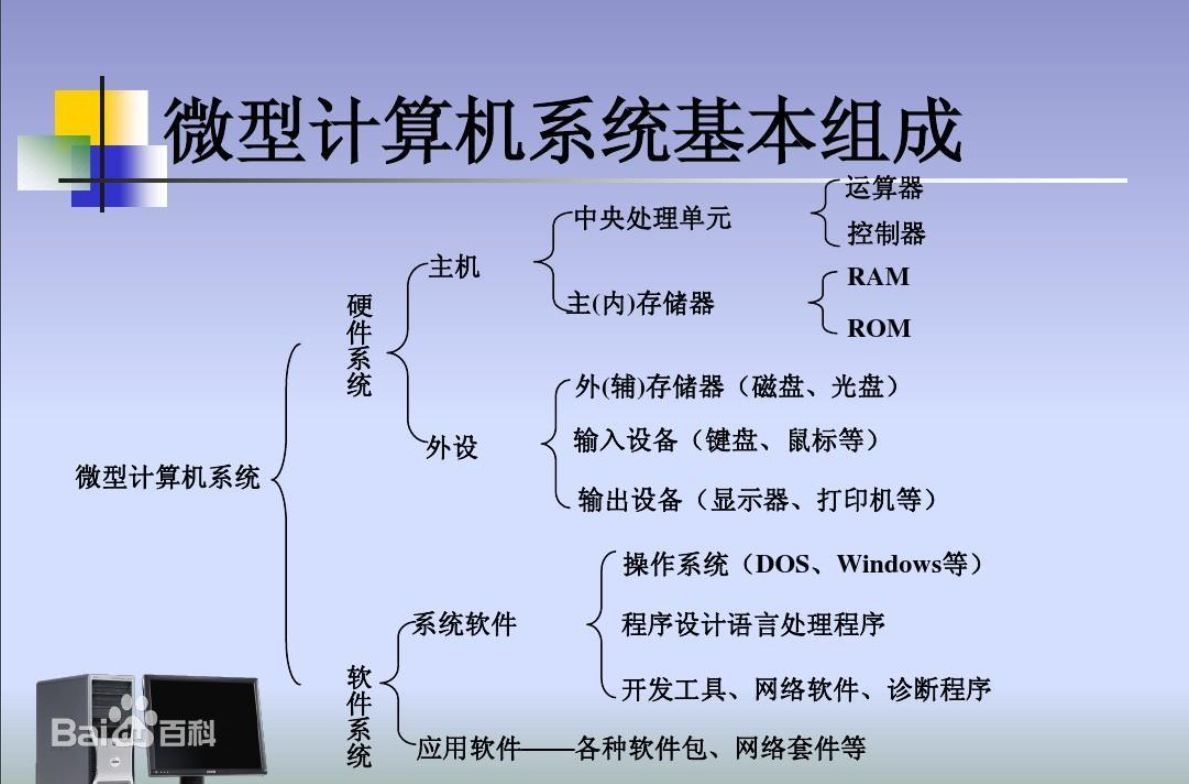 微型计算机系统基本组成
运算器
中央处理单元
控制器
主机
RAM
硬件系统
主(内)存储器
ROM
外(辅)存储器（磁盘、光盘）
外设
输入设备（键盘、鼠标等）
微型计算机系统
输出设备（显示器、打印机等）
操作系统（DOS、Windows等）
系统软件
程序设计语言处理程序
软件系统
开发工具、网络软件、诊断程序
应用软件——各种软件包、网络套件等
Bai百科